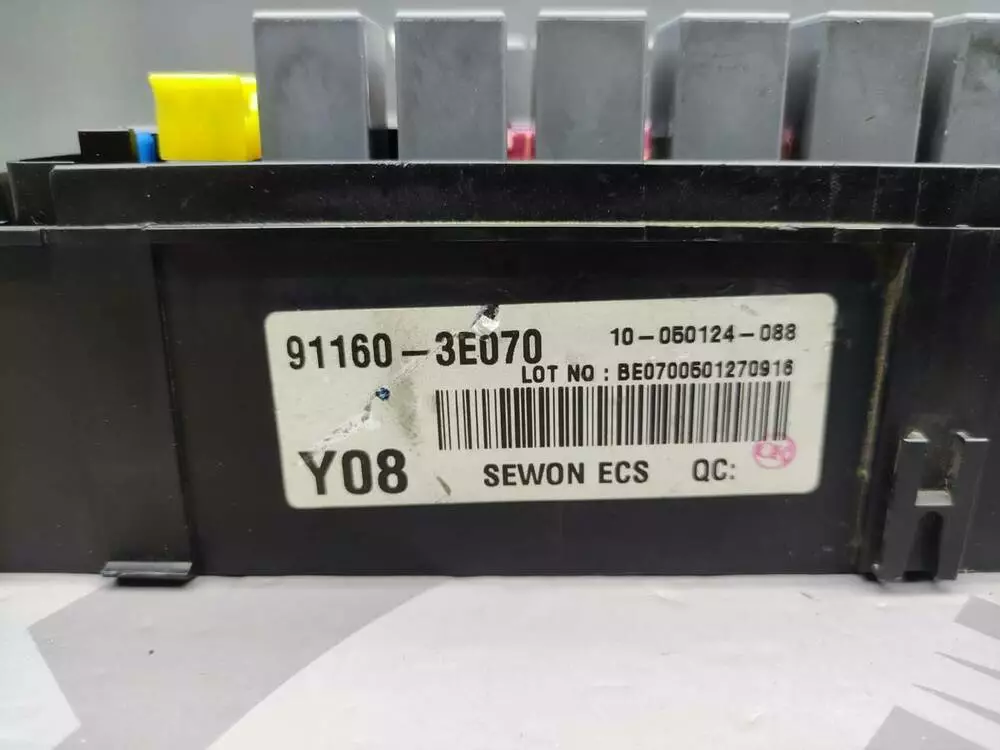 91160-3E070
10-050124-088
LOT NO : BE0700501270916
Y08
SEWON ECS
QC: